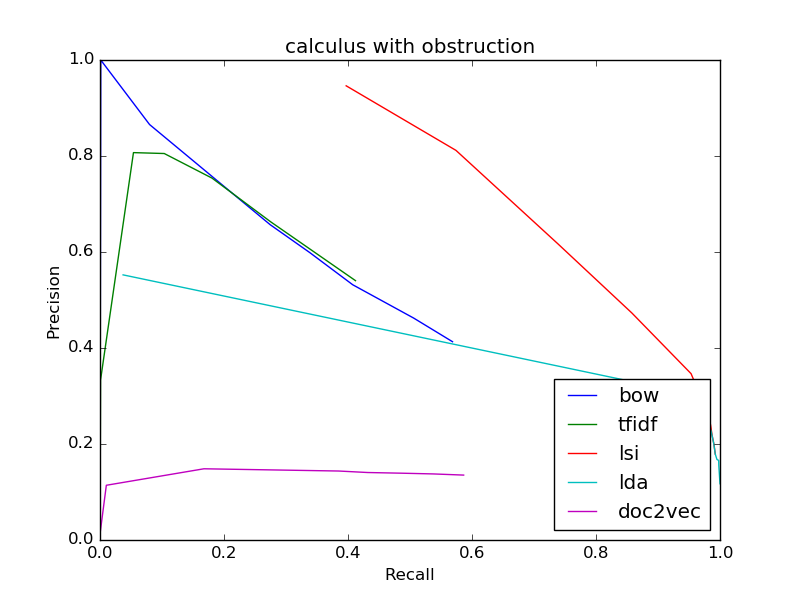 calculus with obstruction
1.0
0.8
0.6
0.4
0.2
0.0
Precision
0.0 0.2 0.4 0.6 0.8 1.0
Recall
bow
tfidf
lsi
lda
doc2vec